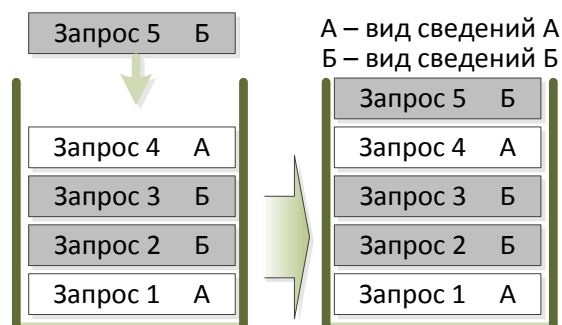 Запрос 5 Б
Запрос 4 А
Запрос 3 Б
Запрос 2 Б
Запрос 1 А
А – вид сведений А
Б – вид сведений Б
Запрос 5 Б
Запрос 4 А
Запрос 3 Б
Запрос 2 Б
Запрос 1 А